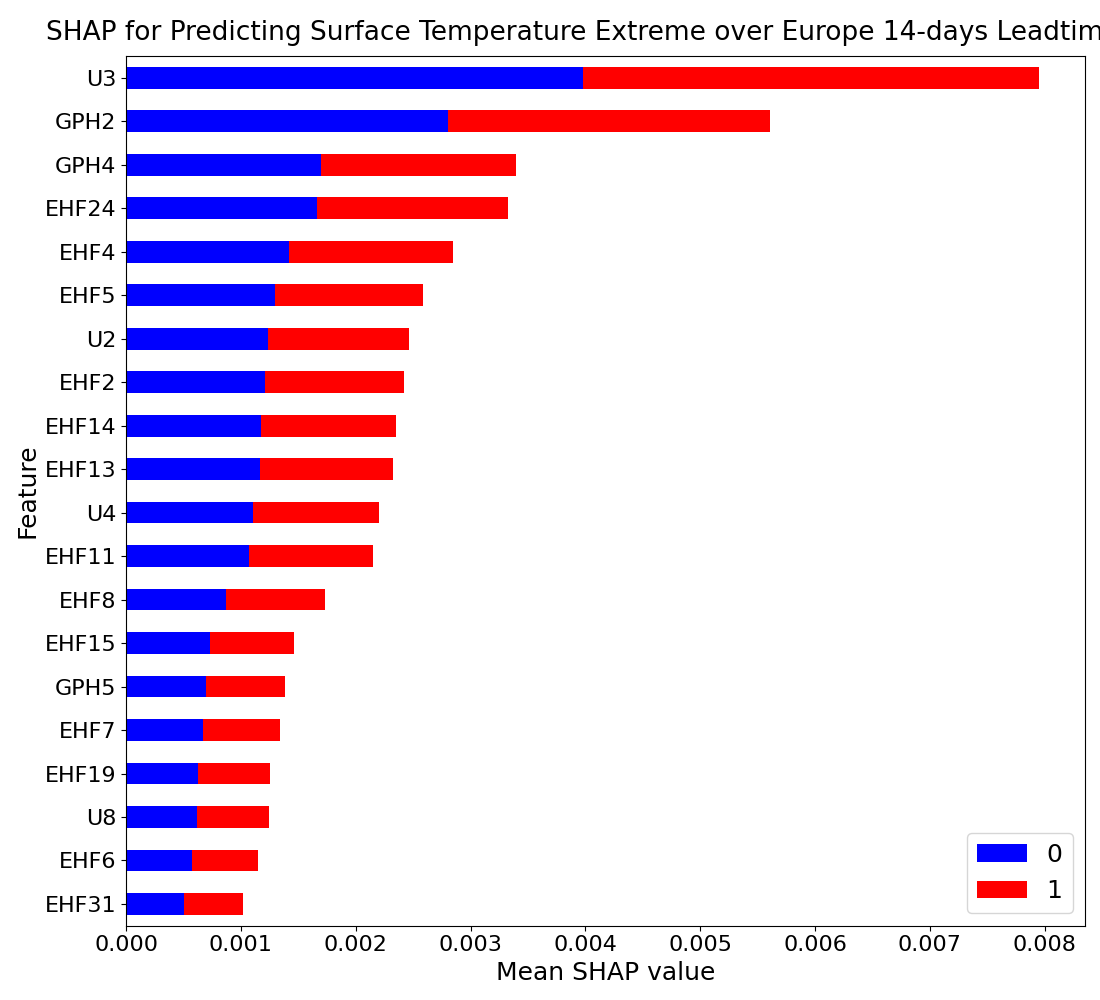 SHAP for Predicting Surface Temperature Extreme over Europe 14-days Leadtim
U3
GPH2
GPH4
EHF24
EHF4
EHF5
U2
EHF2
EHF14
EHF13
U4
EHF11
EHF8
EHF15
GPH5
EHF7
EHF19
U8
EHF6
EHF31
Feature
0
1
0.000 0.001 0.002 0.003 0.004 0.005 0.006 0.007 0.008
Mean SHAP value